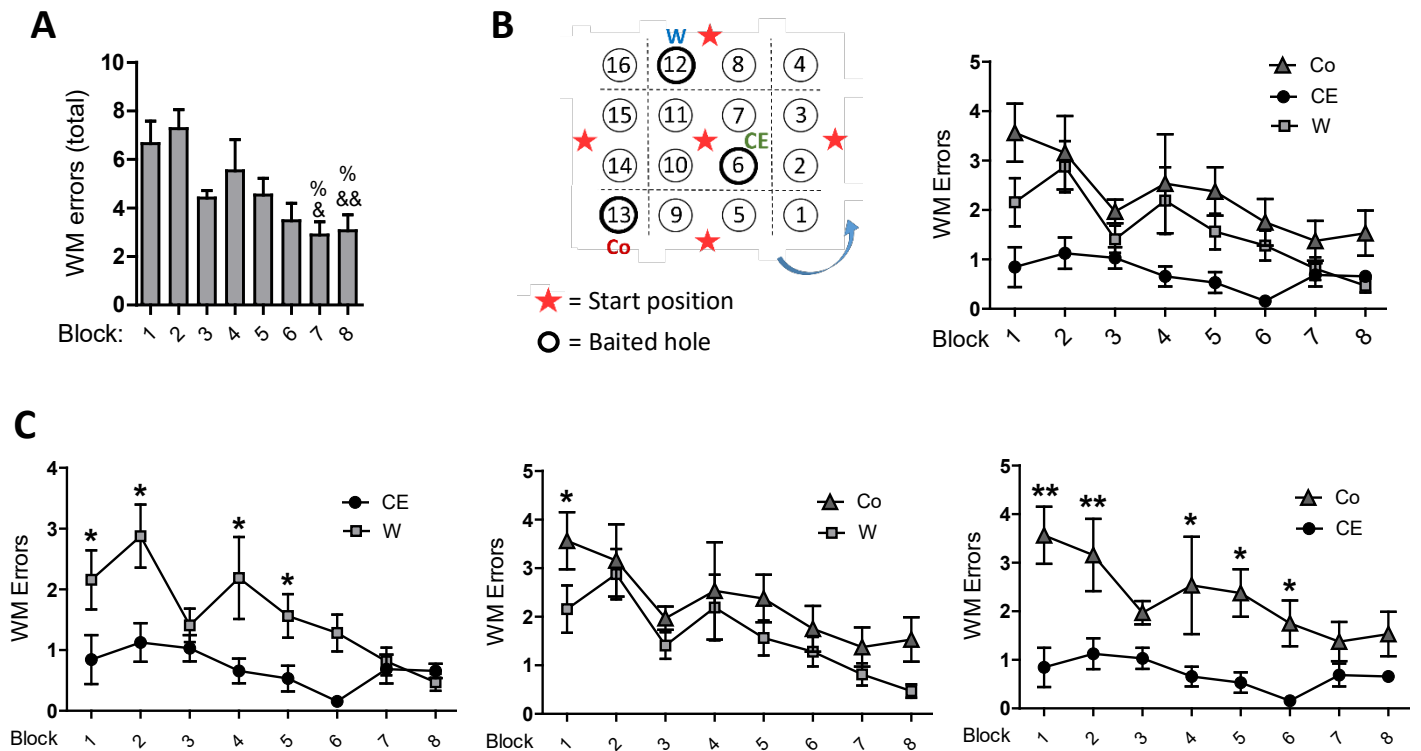 A
WM errors (total)
10
8
6
4
2
0
%
&
%
&&
Block: 1 2 3 4 5 6 7 8
B
W
16 12 8 4
15 11 7 3
CE
14 10 6 2
13 9 5 1
Co
= Start position
= Baited hole
WM Errors
5
4
3
2
1
0
Co
CE
W
Block 1 2 3 4 5 6 7 8
C
WM Errors
4
3
2
1
0
* * * *
CE
W
Block 1 2 3 4 5 6 7 8
WM Errors
5
4
3
2
1
0
*
Co
W
Block 1 2 3 4 5 6 7 8
WM Errors
5
4
3
2
1
0
** ** * * *
Co
CE
Block 1 2 3 4 5 6 7 8